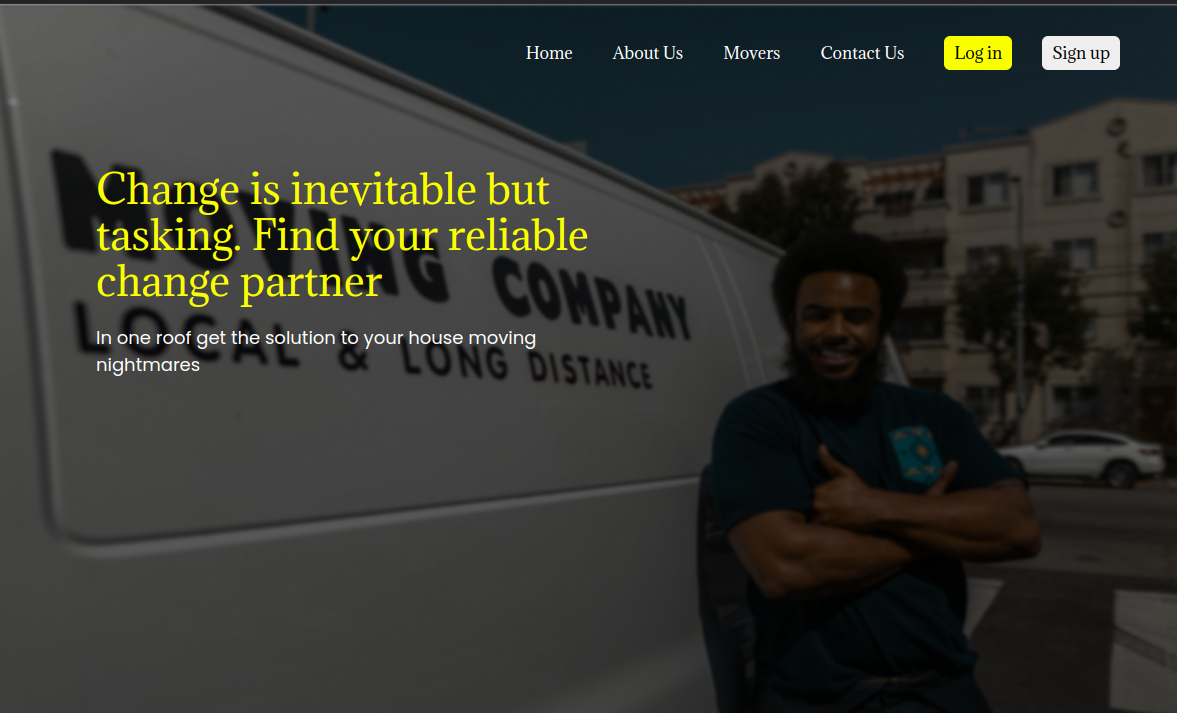 Home About Us Movers Contact Us Log in Sign up
Change is inevitable but
tasking. Find your reliable
change partner
In one roof get the solution to your house moving
nightmares
MOVING COMPANY
LOCAL & LONG DISTANCE